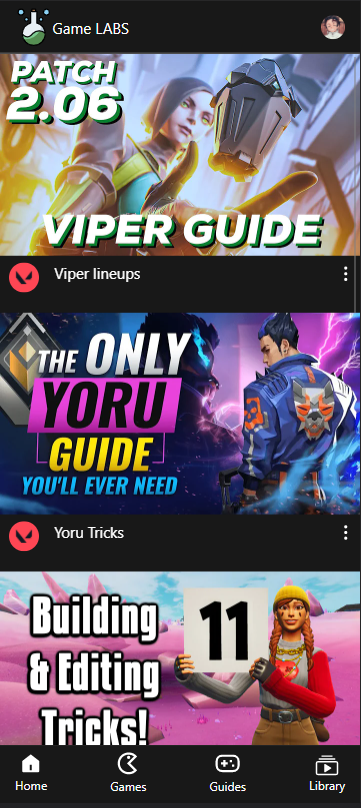 Game LABS
PATCH
2.06
VIPER GUIDE
Viper lineups
THE ONLY
YORU
GUIDE
YOU'LL EVER NEED
Yoru Tricks
Building
& Editing
Tricks!
11
Home
Games
Guides
Library